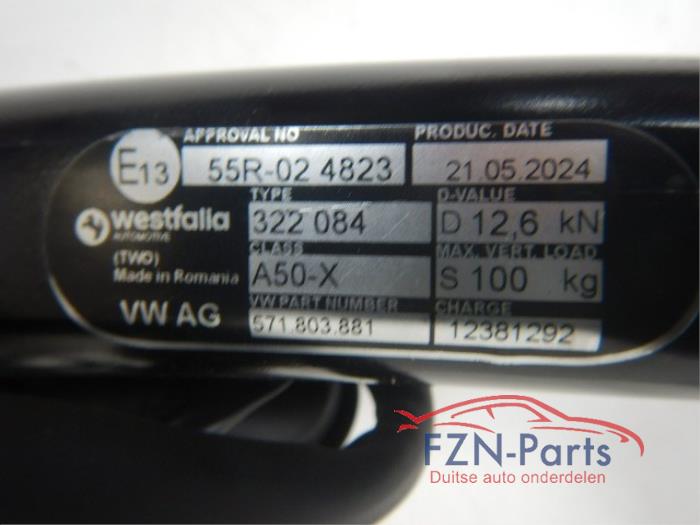 APPROVAL NO
PRODUC. DATE
E13
55R-02 4823
21.05.2024
TYPE
D-VALUE
westfalia
AUTOMOTIVE
322 084
D 12,6 kN
CLASS
MAX. VERT. LOAD
(TWO)
Made in Romania
A50-X
S 100 kg
VW PART NUMBER
CHARGE
VW AG
571.803.881
12381292
FZN-Parts
Duitse auto onderdelen